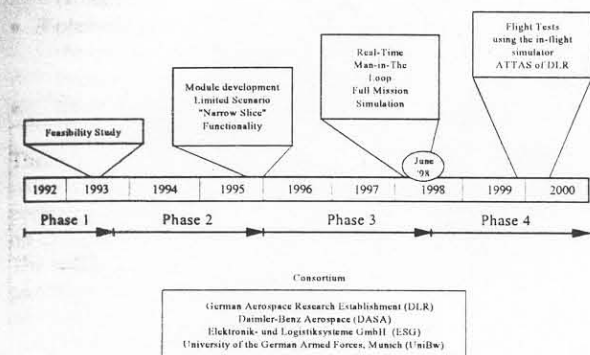 Feasibility Study
Module development
Limited Scenario
"Narrow Slice"
Functionality
Real-Time
Man-in-The
Loop
Full Mission
Simulation
Flight Tests
using the in-flight
simulator
ATTAS of DLR
June
'98
1992 1993 1994 1995 1996 1997 1998 1999 2000
Phase 1 Phase 2 Phase 3 Phase 4
Consortium
German Aerospace Research Establishment (DLR)
Daimler-Benz Aerospace (DASA)
Elektronik- und Logistiksysteme GmbH (ESG)
University of the German Armed Forces, Munich (UniBw)